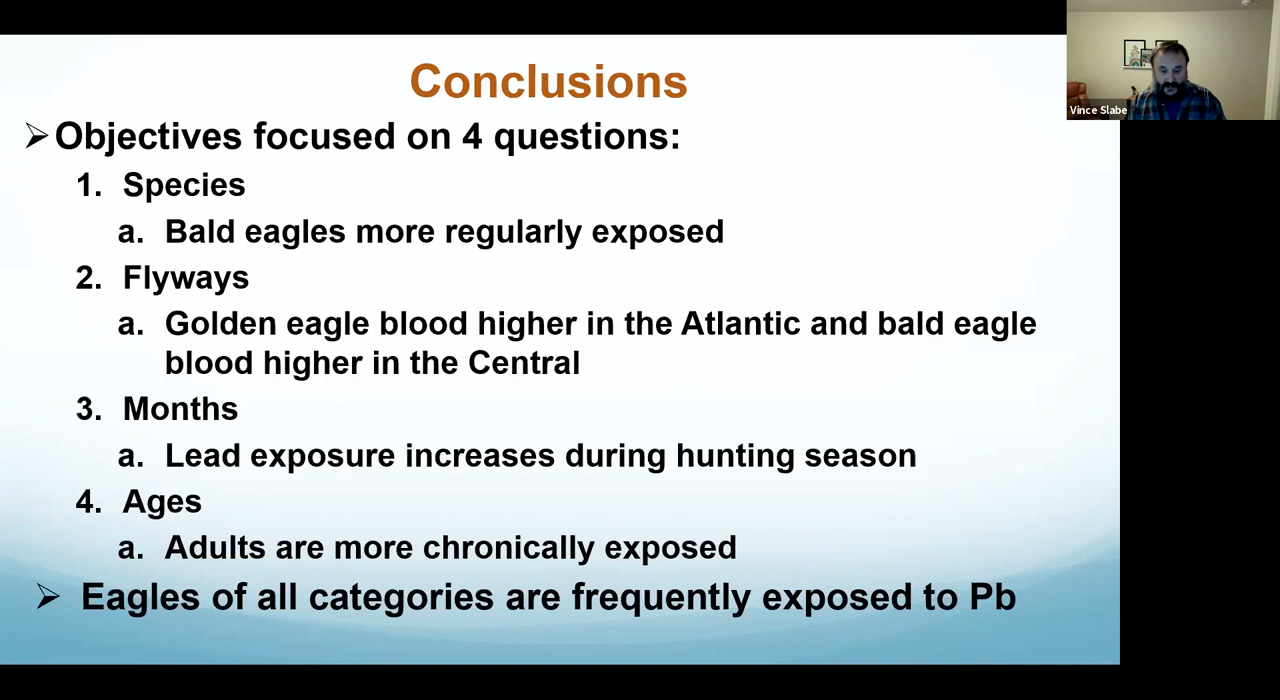 Conclusions
Objectives focused on 4 questions:
1. Species
a. Bald eagles more regularly exposed
2. Flyways
a. Golden eagle blood higher in the Atlantic and bald eagle
blood higher in the Central
3. Months
a. Lead exposure increases during hunting season
4. Ages
a. Adults are more chronically exposed
Eagles of all categories are frequently exposed to Pb
Vince Slabe